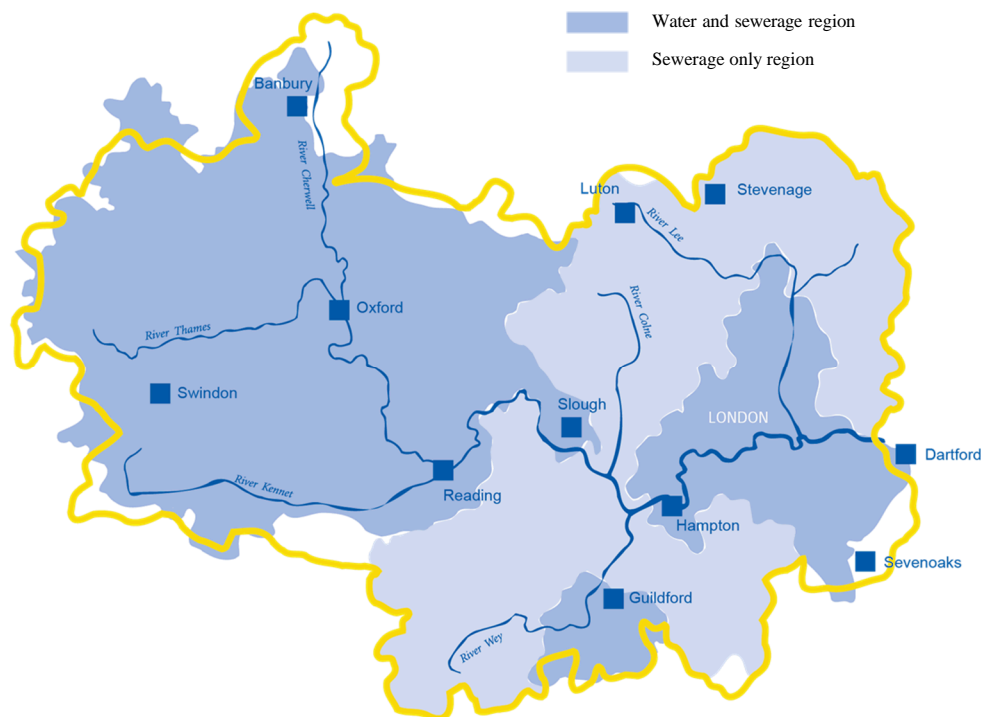 Water and sewerage region
Sewerage only region
Banbury
River Cherwell
Luton
Stevenage
River Lee
River Colne
Oxford
River Thames
Swindon
Slough
LONDON
Dartford
River Kennet
Reading
Hampton
Sevenoaks
Guildford
River Wey